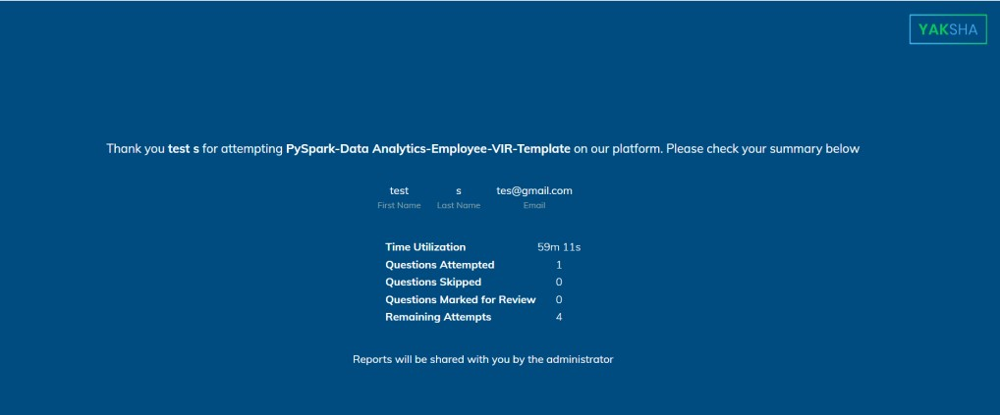 YAKSHA
Thank you test s for attempting PySpark-Data Analytics-Employee-VIR-Template on our platform. Please check your summary below
test s tes@gmail.com
First Name Last Name Email
Time Utilization 59m 11s
Questions Attempted 1
Questions Skipped 0
Questions Marked for Review 0
Remaining Attempts 4
Reports will be shared with you by the administrator